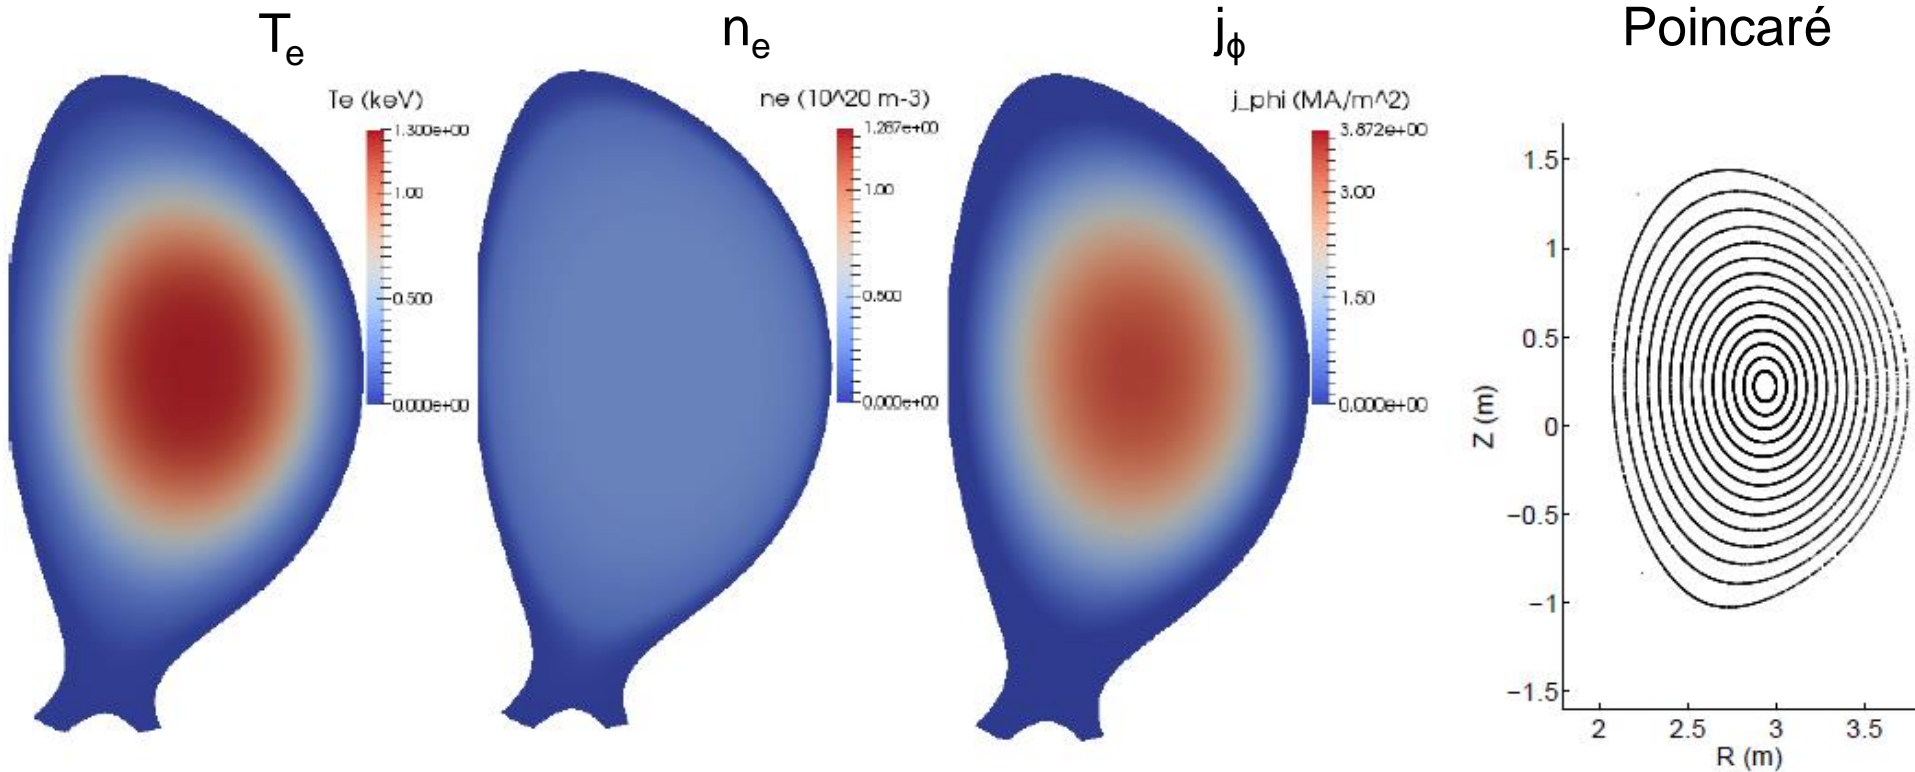 Te
Te (keV)
1.300e+00
1.00
0.500
0.000e+00
ne
ne (10^20 m-3)
1.267e+00
1.00
0.500
0.000e+00
jϕ
j_phi (MA/m^2)
3.872e+00
3.00
1.50
0.000e+00
Poincaré
1.5
1
0.5
0
−0.5
−1
−1.5
Z (m)
2
2.5
3
3.5
R (m)